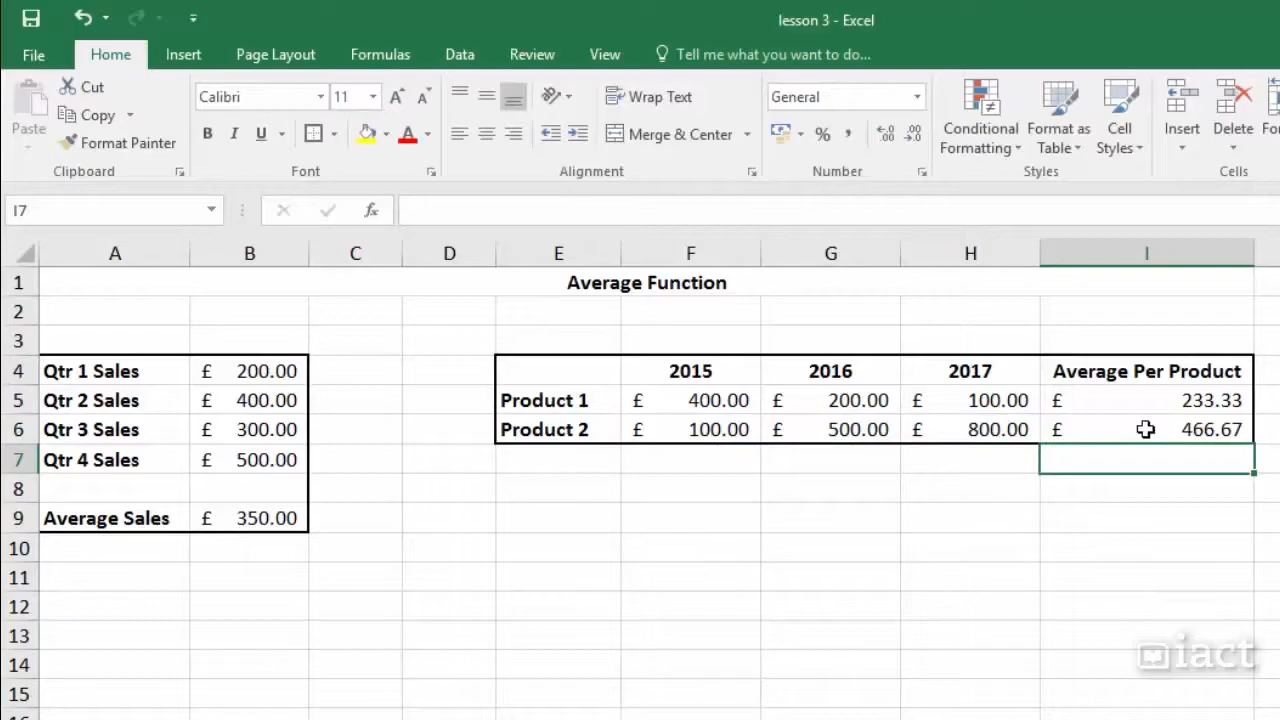 lesson 3 - Excel
File Home Insert Page Layout Formulas Data Review View Tell me what you want to do...
Cut
Copy
Format Painter
Paste
Clipboard
Calibri 11
B I U
Font
Wrap Text
Merge & Center
Alignment
General
%
Number
Conditional Formatting
Format as Table
Cell Styles
Styles
Insert Delete
Cells
I7 fx
A B C D E F G H I
1 Average Function
2
3
4 Qtr 1 Sales £ 200.00 2015 2016 2017 Average Per Product
5 Qtr 2 Sales £ 400.00 Product 1 £ 400.00 £ 200.00 £ 100.00 £ 233.33
6 Qtr 3 Sales £ 300.00 Product 2 £ 100.00 £ 500.00 £ 800.00 £ 466.67
7 Qtr 4 Sales £ 500.00
8
9 Average Sales £ 350.00
10
11
12
13
14
15
iact